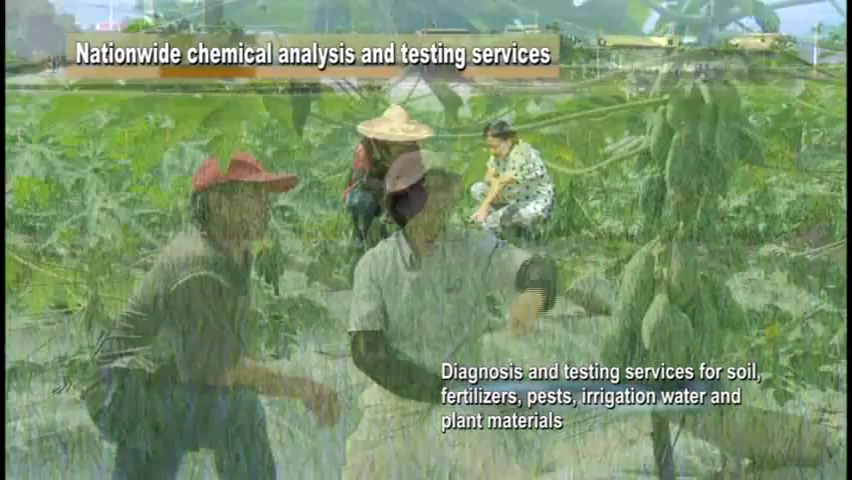 Nationwide chemical analysis and testing services
Diagnosis and testing services for soil,
fertilizers, pests, irrigation water and
plant materials